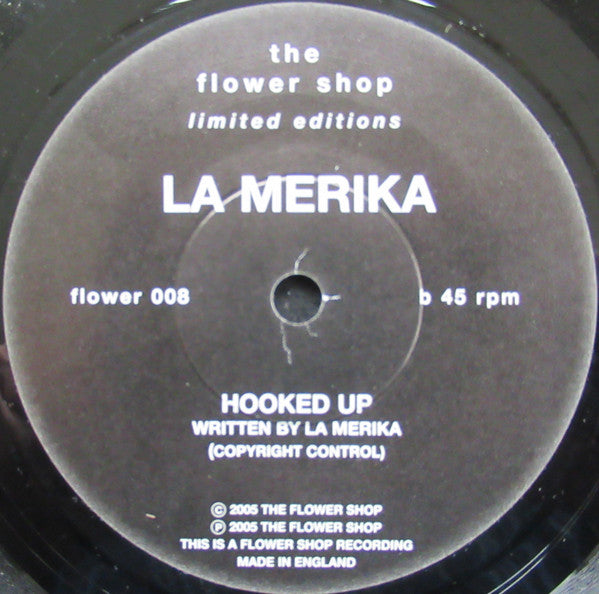 the
flower shop
limited editions
LA MERIKA
flower 008 b 45 rpm
HOOKED UP
WRITTEN BY LA MERIKA
(COPYRIGHT CONTROL)
© 2005 THE FLOWER SHOP
℗ 2005 THE FLOWER SHOP
THIS IS A FLOWER SHOP RECORDING
MADE IN ENGLAND